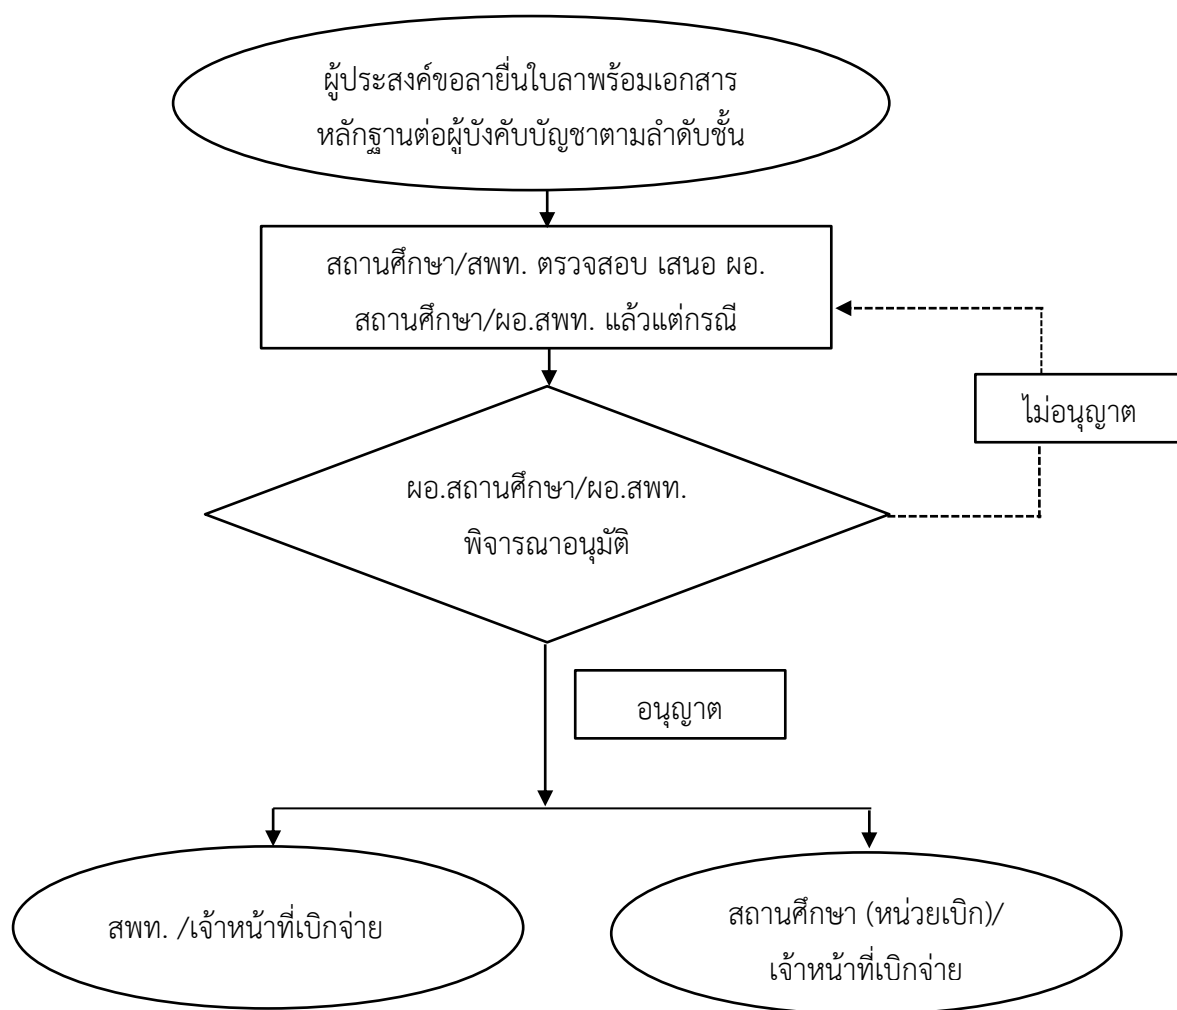 ผู้ประสงค์ขอลายื่นใบลาพร้อมเอกสาร
หลักฐานต่อผู้บังคับบัญชาตามลำดับชั้น
สถานศึกษา/สพท. ตรวจสอบ เสนอ ผอ.
สถานศึกษา/ผอ.สพท. แล้วแต่กรณี
ไม่อนุญาต
ผอ.สถานศึกษา/ผอ.สพท.
พิจารณาอนุมัติ
อนุญาต
สพท. /เจ้าหน้าที่เบิกจ่าย
สถานศึกษา (หน่วยเบิก)/
เจ้าหน้าที่เบิกจ่าย